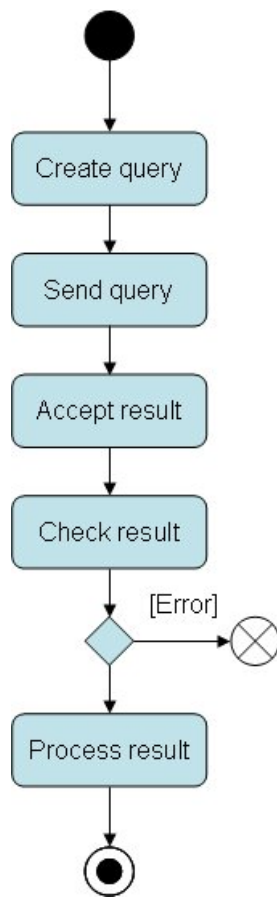 Create query
Send query
Accept result
Check result
[Error]
Process result